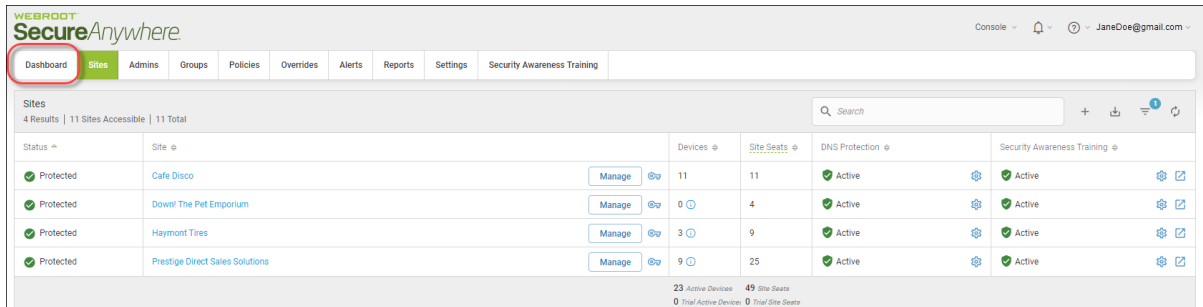 WEBROOT
SecureAnywhere
Console
JaneDoe@gmail.com
Dashboard Sites Admins Groups Policies Overrides Alerts Reports Settings Security Awareness Training
Sites
4 Results | 11 Sites Accessible | 11 Total
Search
1
Status Site Devices Site Seats DNS Protection Security Awareness Training
Protected Cafe Disco Manage 11 11 Active Active
Protected Down! The Pet Emporium Manage 0 4 Active Active
Protected Haymont Tires Manage 3 9 Active Active
Protected Prestige Direct Sales Solutions Manage 9 25 Active Active
23 Active Devices 49 Site Seats
0 Trial Active Devices 0 Trial Site Seats